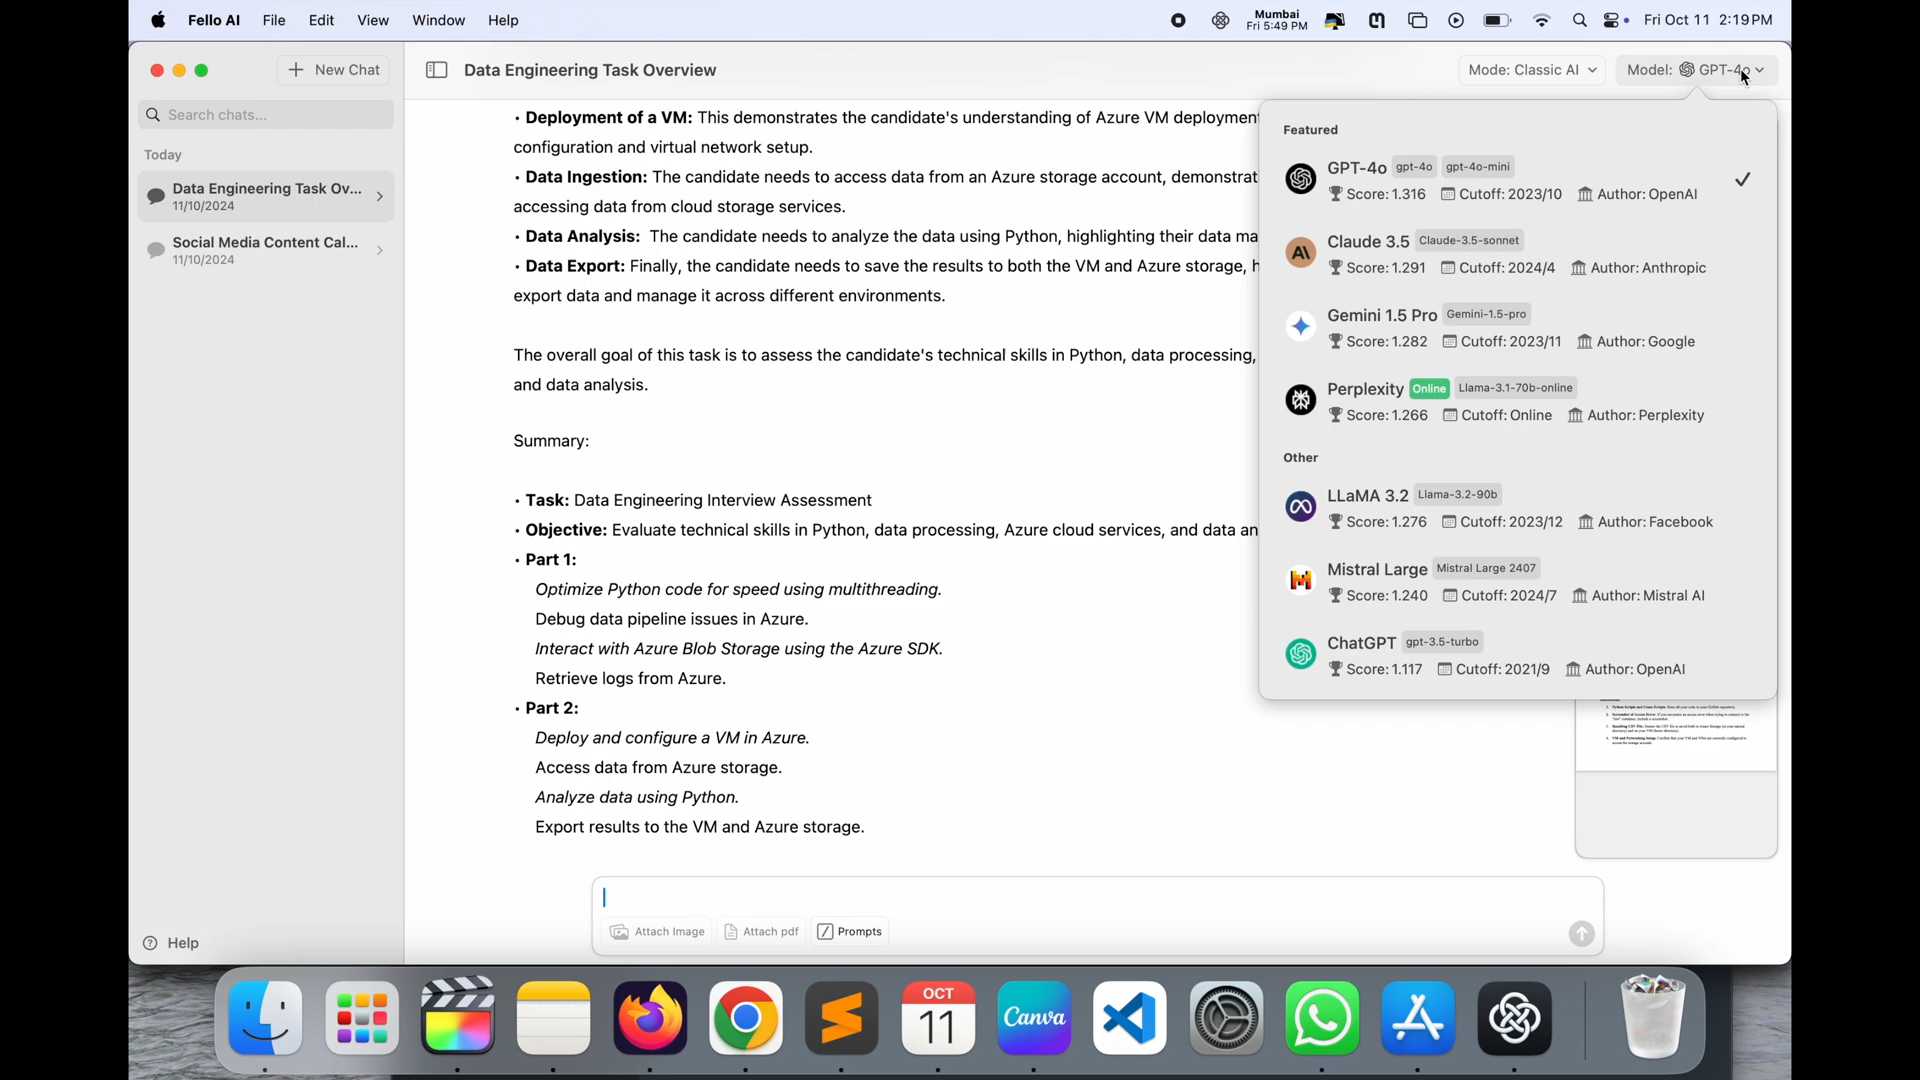 Fello AI File Edit View Window Help
Mumbai
Fri 5:49 PM
Fri Oct 11 2:19 PM
New Chat
Search chats...
Today
Data Engineering Task Ov...
11/10/2024
Social Media Content Cal...
11/10/2024
Help
Data Engineering Task Overview
Mode: Classic AI
Model: GPT-4o
• Deployment of a VM: This demonstrates the candidate's understanding of Azure VM deployment
configuration and virtual network setup.
• Data Ingestion: The candidate needs to access data from an Azure storage account, demonstrat
accessing data from cloud storage services.
• Data Analysis: The candidate needs to analyze the data using Python, highlighting their data ma
• Data Export: Finally, the candidate needs to save the results to both the VM and Azure storage, h
export data and manage it across different environments.
The overall goal of this task is to assess the candidate's technical skills in Python, data processing,
and data analysis.
Summary:
• Task: Data Engineering Interview Assessment
• Objective: Evaluate technical skills in Python, data processing, Azure cloud services, and data an
• Part 1:
Optimize Python code for speed using multithreading.
Debug data pipeline issues in Azure.
Interact with Azure Blob Storage using the Azure SDK.
Retrieve logs from Azure.
• Part 2:
Deploy and configure a VM in Azure.
Access data from Azure storage.
Analyze data using Python.
Export results to the VM and Azure storage.
Attach Image Attach pdf Prompts
Featured
GPT-4o gpt-4o gpt-4o-mini
Score: 1.316 Cutoff: 2023/10 Author: OpenAI
Claude 3.5 Claude-3.5-sonnet
Score: 1.291 Cutoff: 2024/4 Author: Anthropic
Gemini 1.5 Pro Gemini-1.5-pro
Score: 1.282 Cutoff: 2023/11 Author: Google
Perplexity Online Llama-3.1-70b-online
Score: 1.266 Cutoff: Online Author: Perplexity
Other
LLaMA 3.2 Llama-3.2-90b
Score: 1.276 Cutoff: 2023/12 Author: Facebook
Mistral Large Mistral Large 2407
Score: 1.240 Cutoff: 2024/7 Author: Mistral AI
ChatGPT gpt-3.5-turbo
Score: 1.117 Cutoff: 2021/9 Author: OpenAI
OCT
11
Canva